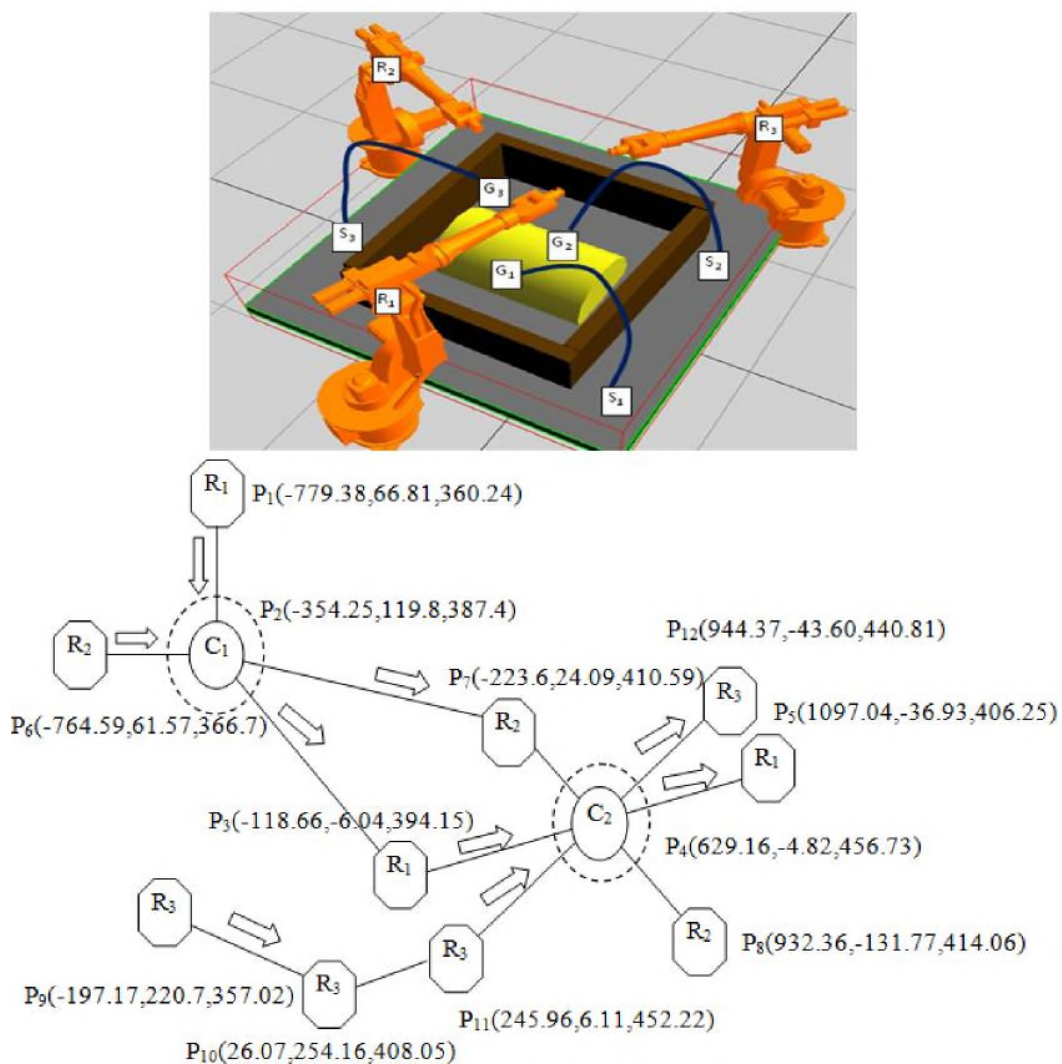 R₂
R₃
G₃
S₃
G₂
S₂
G₁
R₁
S₁
R₁
P₁(-779.38,66.81,360.24)
P₂(-354.25,119.8,387.4)
P₁₂(944.37,-43.60,440.81)
R₂
C₁
P₇(-223.6,24.09,410.59)
R₃
P₅(1097.04,-36.93,406.25)
P₆(-764.59,61.57,366.7)
R₂
R₁
P₃(-118.66,-6.04,394.15)
C₂
P₄(629.16,-4.82,456.73)
R₁
R₃
R₃
R₂
P₈(932.36,-131.77,414.06)
R₃
P₉(-197.17,220.7,357.02)
P₁₁(245.96,6.11,452.22)
P₁₀(26.07,254.16,408.05)